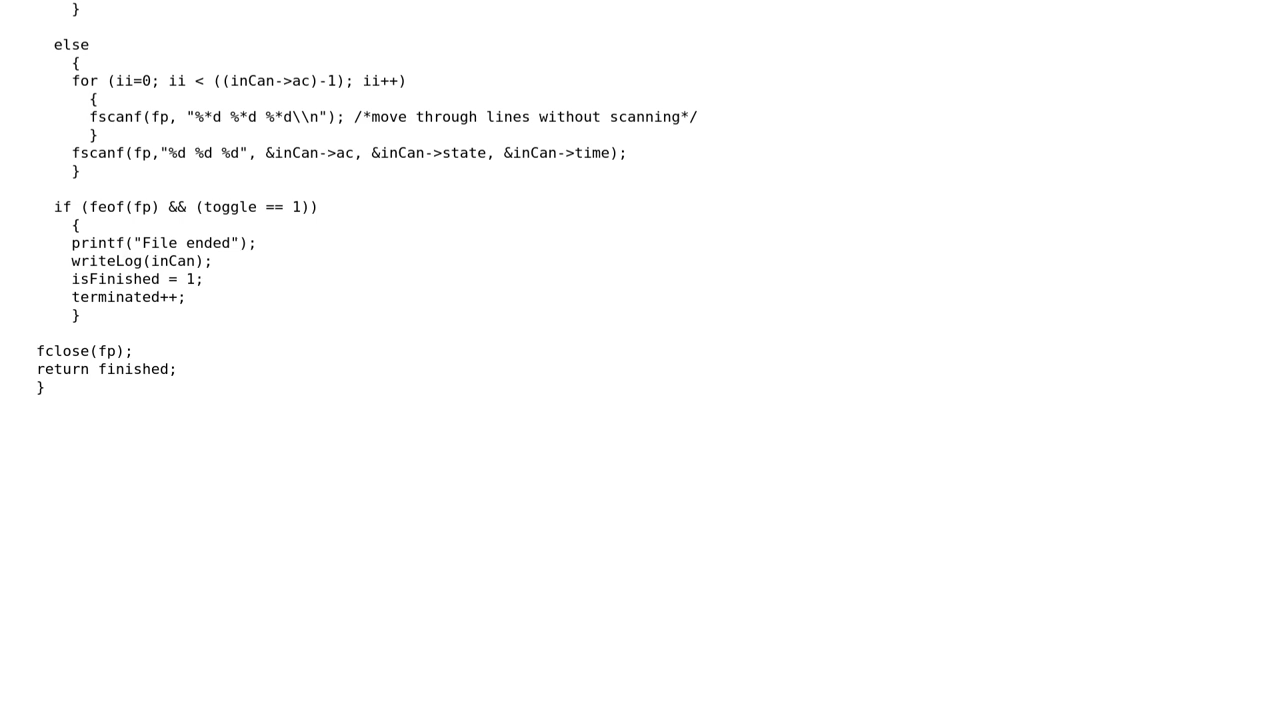 }
else
{
for (ii=0; ii < ((inCan->ac)-1); ii++)
{
fscanf(fp, "%*d %*d %*d\\n"); /*move through lines without scanning*/
}
fscanf(fp,"%d %d %d", &inCan->ac, &inCan->state, &inCan->time);
}
if (feof(fp) && (toggle == 1))
{
printf("File ended");
writeLog(inCan);
isFinished = 1;
terminated++;
}
fclose(fp);
return finished;
}